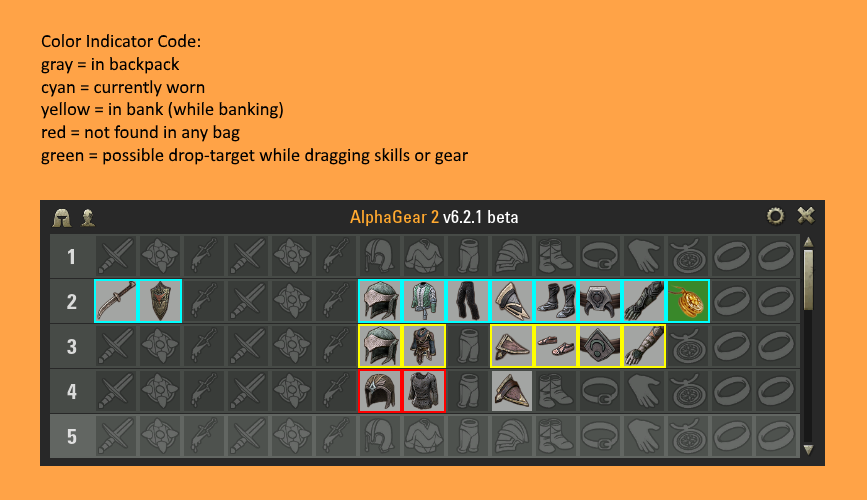 Color Indicator Code:
gray = in backpack
cyan = currently worn
yellow = in bank (while banking)
red = not found in any bag
green = possible drop-target while dragging skills or gear
AlphaGear 2 v6.2.1 beta
1
2
3
4
5